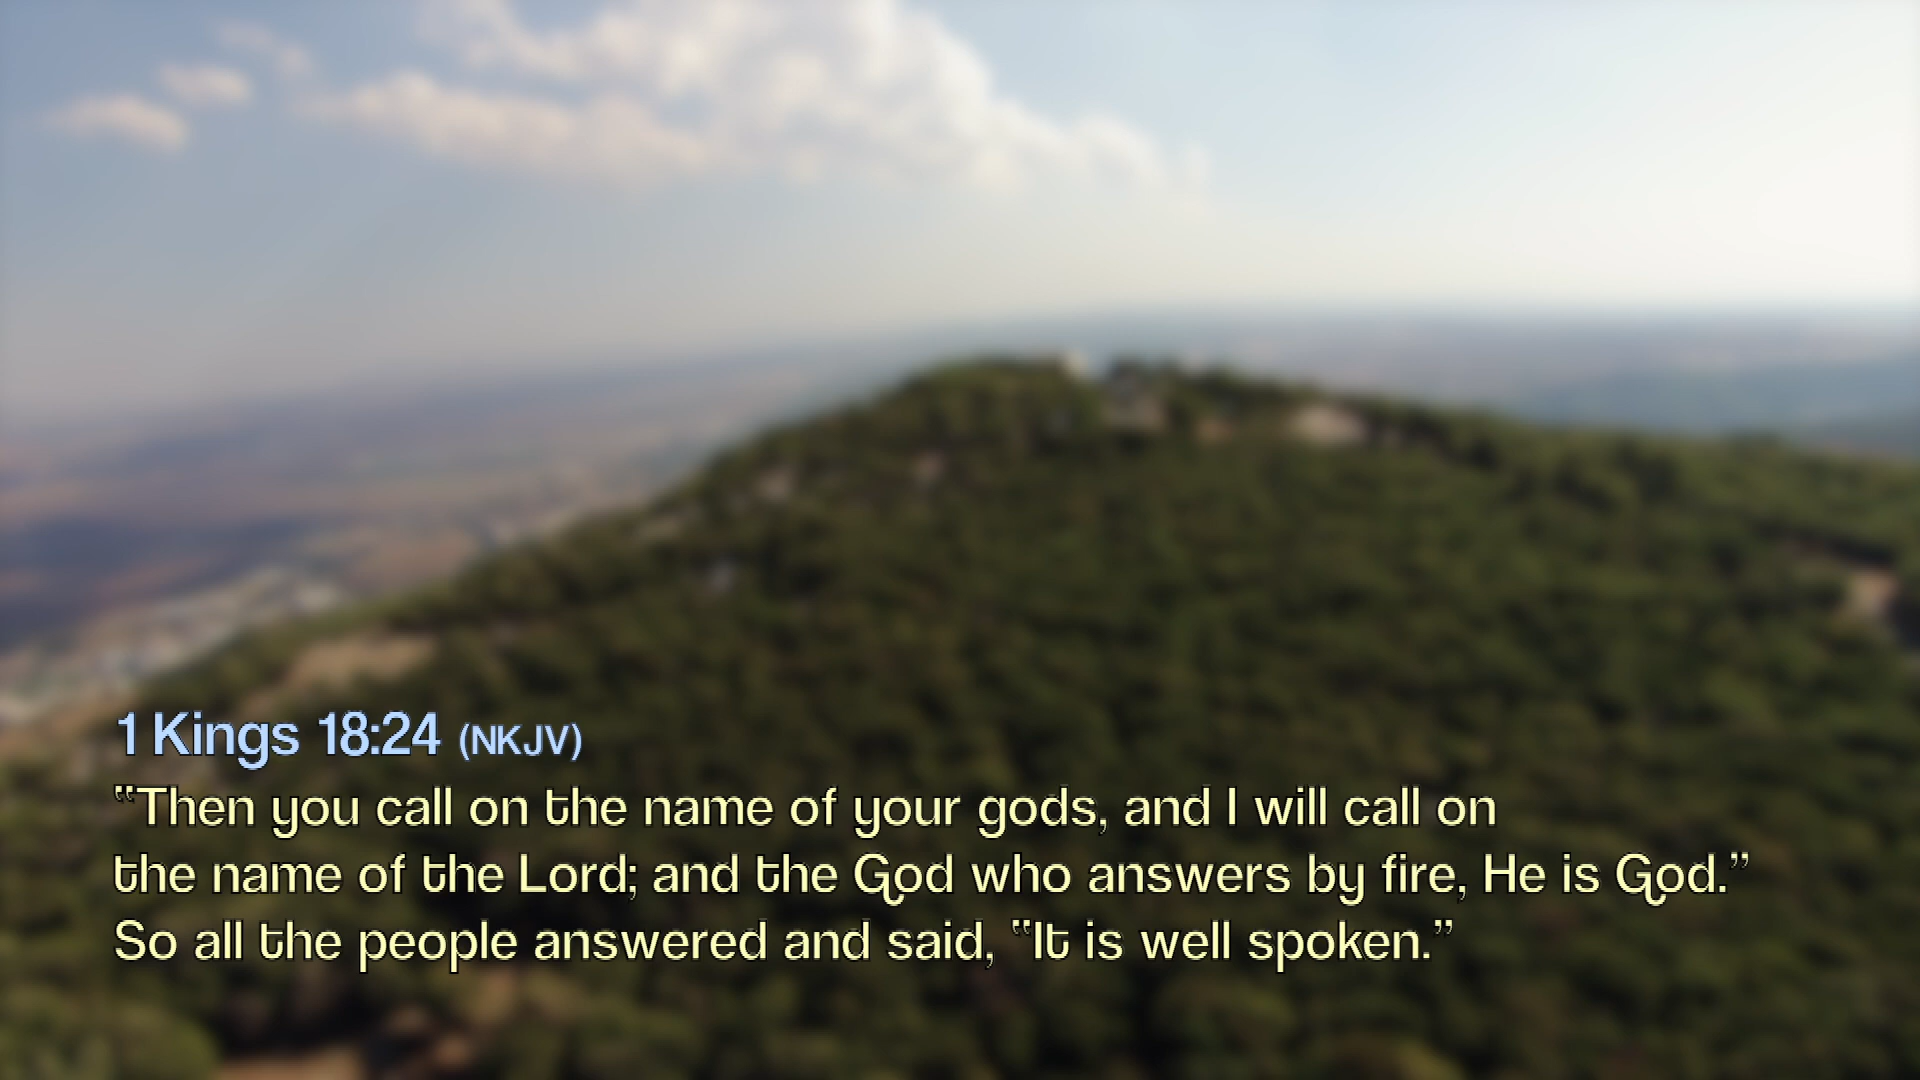 1 Kings 18:24 (NKJV)
“Then you call on the name of your gods, and I will call on
the name of the Lord; and the God who answers by fire, He is God.”
So all the people answered and said, “It is well spoken.”